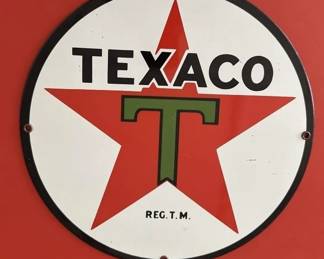 TEXACO
T
REG. T.M.